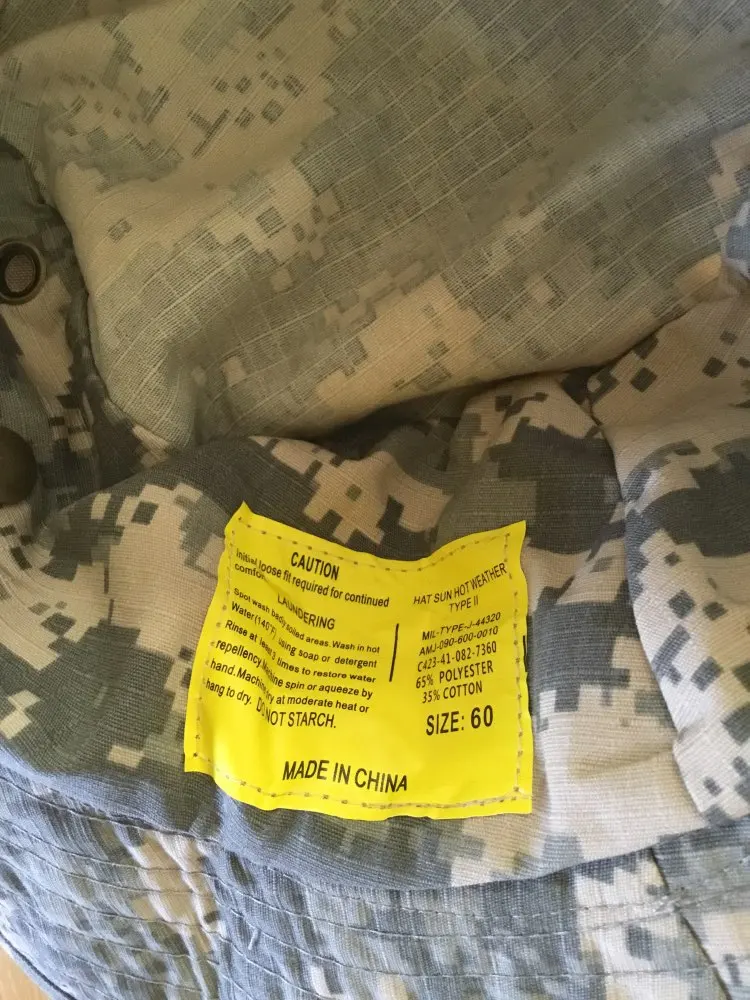 CAUTION
Initial loose fit required for continued
comfor
LAUNDERING
Spot wash badly soiled areas. Wash in hot
Water(140°F) using soap or detergent
Rinse at least 3 times to restore water
repellency Machine spin or aqueeze by
hand. Machine dry at moderate heat or
hang to dry. DO NOT STARCH.
HAT SUN HOT WEATHER
TYPE II
MIL-TYPE-J-44320
AMJ-090-600-0010
C423-41-082-7360
65% POLYESTER
35% COTTON
SIZE: 60
MADE IN CHINA